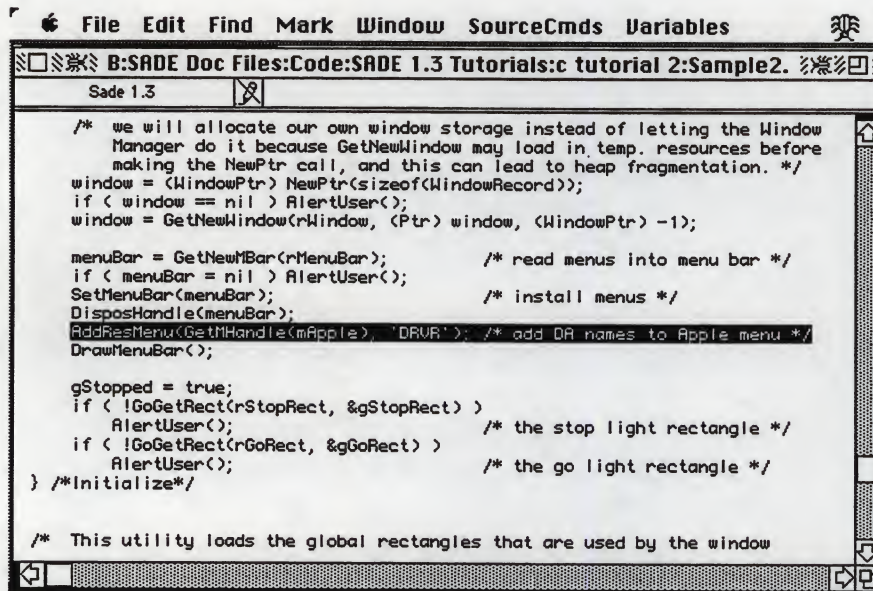 File Edit Find Mark Window SourceCmds Variables
B:SADE Doc Files:Code:SADE 1.3 Tutorials:c tutorial 2:Sample2.
Sade 1.3
/* we will allocate our own window storage instead of letting the Window
Manager do it because GetNewWindow may load in temp. resources before
making the NewPtr call, and this can lead to heap fragmentation. */
window = (WindowPtr) NewPtr(sizeof(WindowRecord));
if ( window == nil ) AlertUser();
window = GetNewWindow(rWindow, (Ptr) window, (WindowPtr) -1);
menuBar = GetNewMBar(rMenuBar); /* read menus into menu bar */
if ( menuBar = nil ) AlertUser();
SetMenuBar(menuBar); /* install menus */
DisposHandle(menuBar);
AddResMenu(GetMHandle(mApple), 'DRVR'); /* add DA names to Apple menu */
DrawMenuBar();
gStopped = true;
if ( !GoGetRect(rStopRect, &gStopRect) )
AlertUser(); /* the stop light rectangle */
if ( !GoGetRect(rGoRect, &gGoRect) )
AlertUser(); /* the go light rectangle */
} /*Initialize*/
/* This utility loads the global rectangles that are used by the window